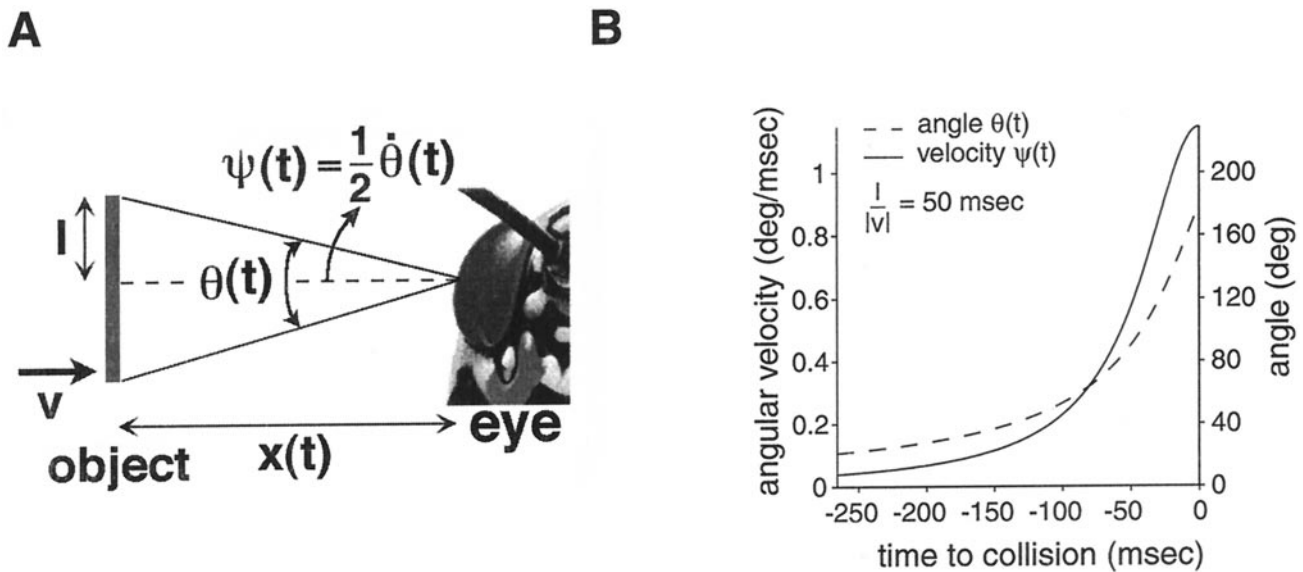 A
ψ(t) = 1/2 θ̇(t)
l
θ(t)
v
x(t)
object
eye
B
angular velocity (deg/msec)
1
0.8
0.6
0.4
0.2
0
angle θ(t)
velocity ψ(t)
l/|v| = 50 msec
200
160
120
80
40
0
angle (deg)
-250 -200 -150 -100 -50 0
time to collision (msec)